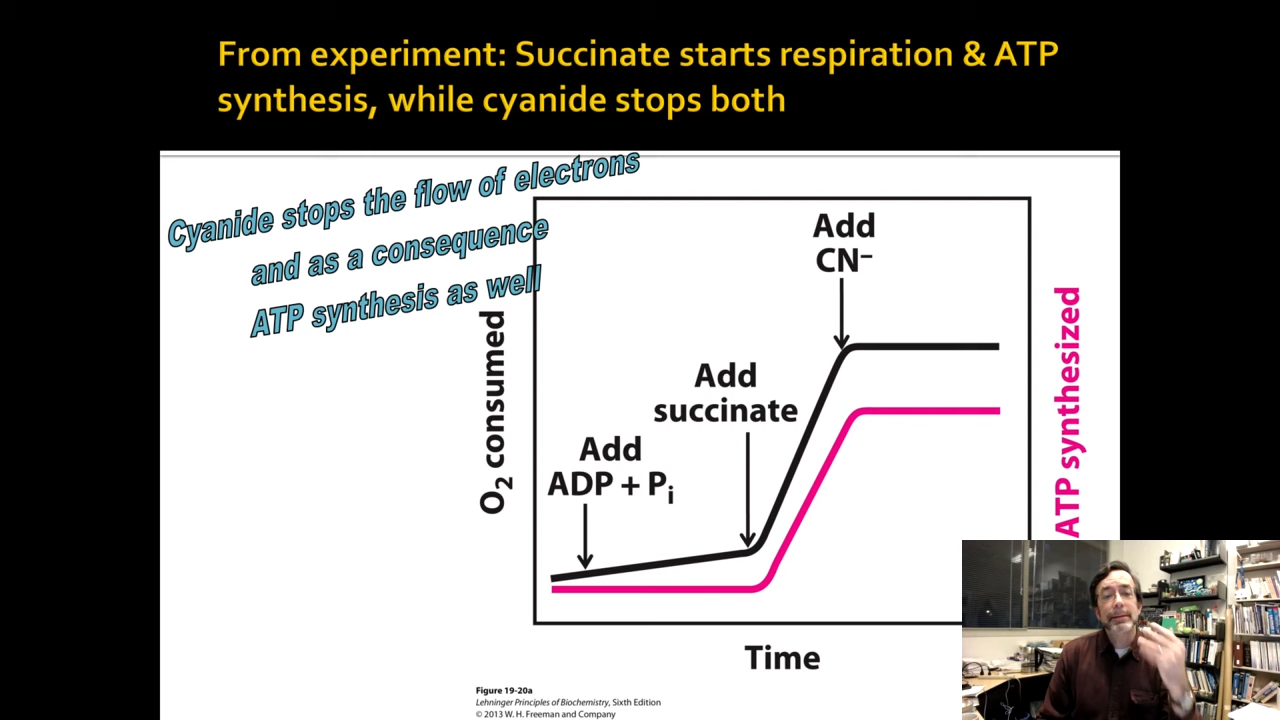 From experiment: Succinate starts respiration & ATP
synthesis, while cyanide stops both
Cyanide stops the flow of electrons
and as a consequence
ATP synthesis as well
Add
CN⁻
Add
succinate
Add
ADP + Pᵢ
O₂ consumed
ATP synthesized
Time
Figure 19-20a
Lehninger Principles of Biochemistry, Sixth Edition
© 2013 W. H. Freeman and Company